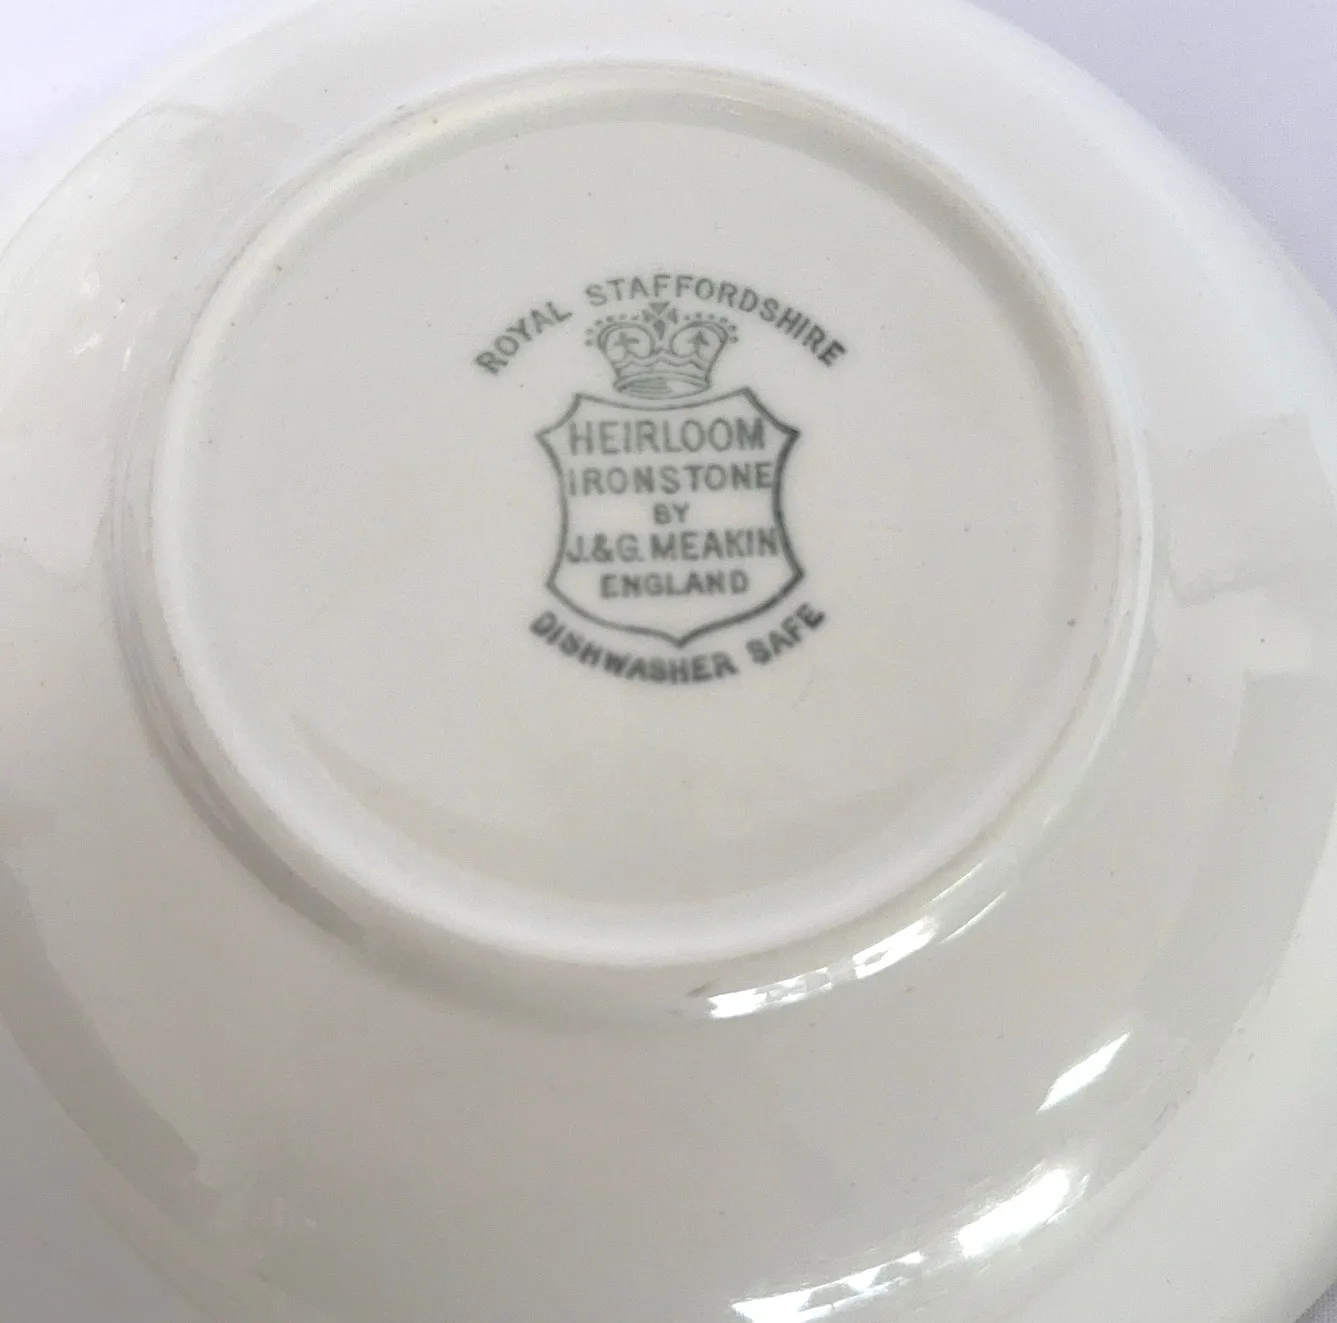 ROYAL STAFFORDSHIRE
HEIRLOOM
IRONSTONE
BY
J.&G. MEAKIN
ENGLAND
DISHWASHER SAFE